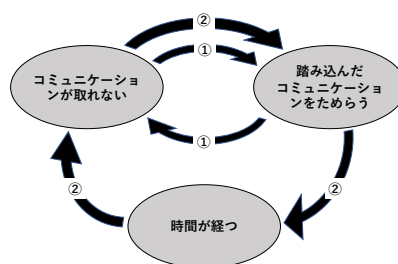 ②
①
コミュニケーショ
ンが取れない
踏み込んだ
コミュニケーション
をためらう
①
②
②
時間が経つ